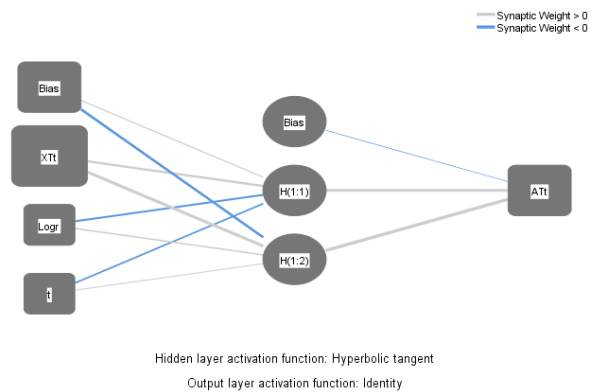 Synaptic Weight > 0
Synaptic Weight < 0
Bias
XTt
Logr
t
Bias
H(1:1)
H(1:2)
ATt
Hidden layer activation function: Hyperbolic tangent
Output layer activation function: Identity